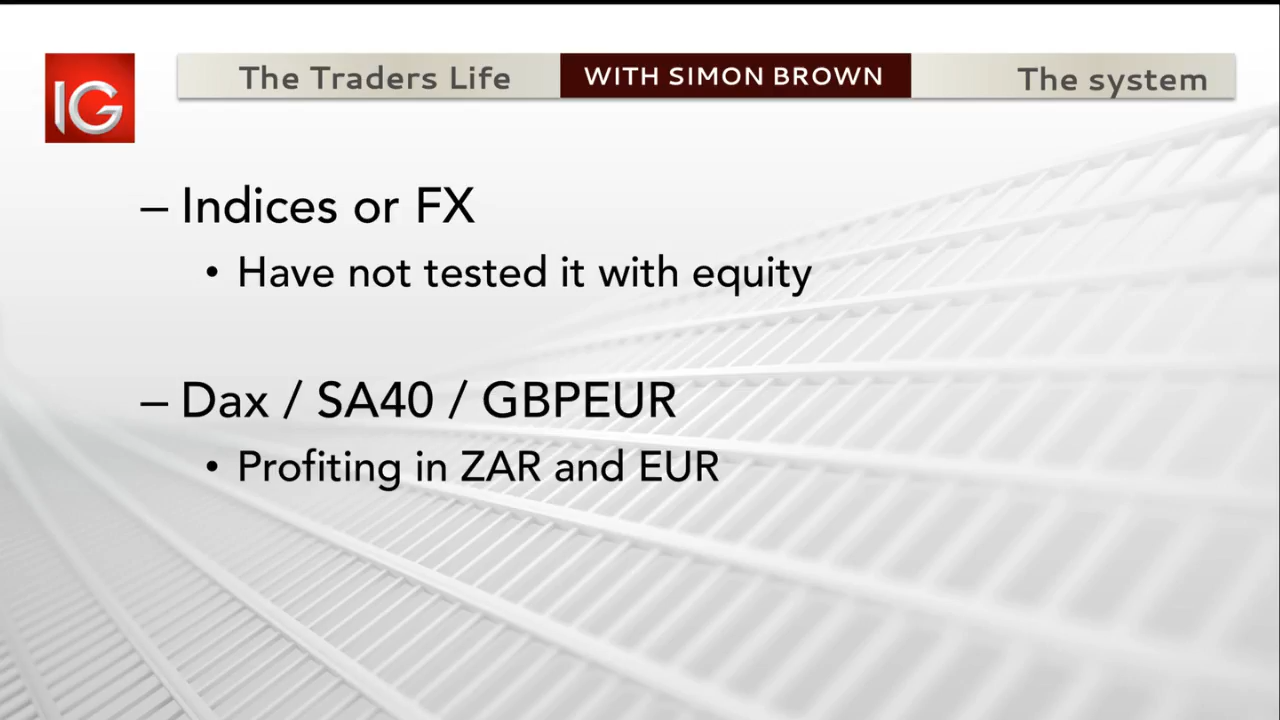 IG
The Traders Life WITH SIMON BROWN The system
– Indices or FX
• Have not tested it with equity
– Dax / SA40 / GBPEUR
• Profiting in ZAR and EUR